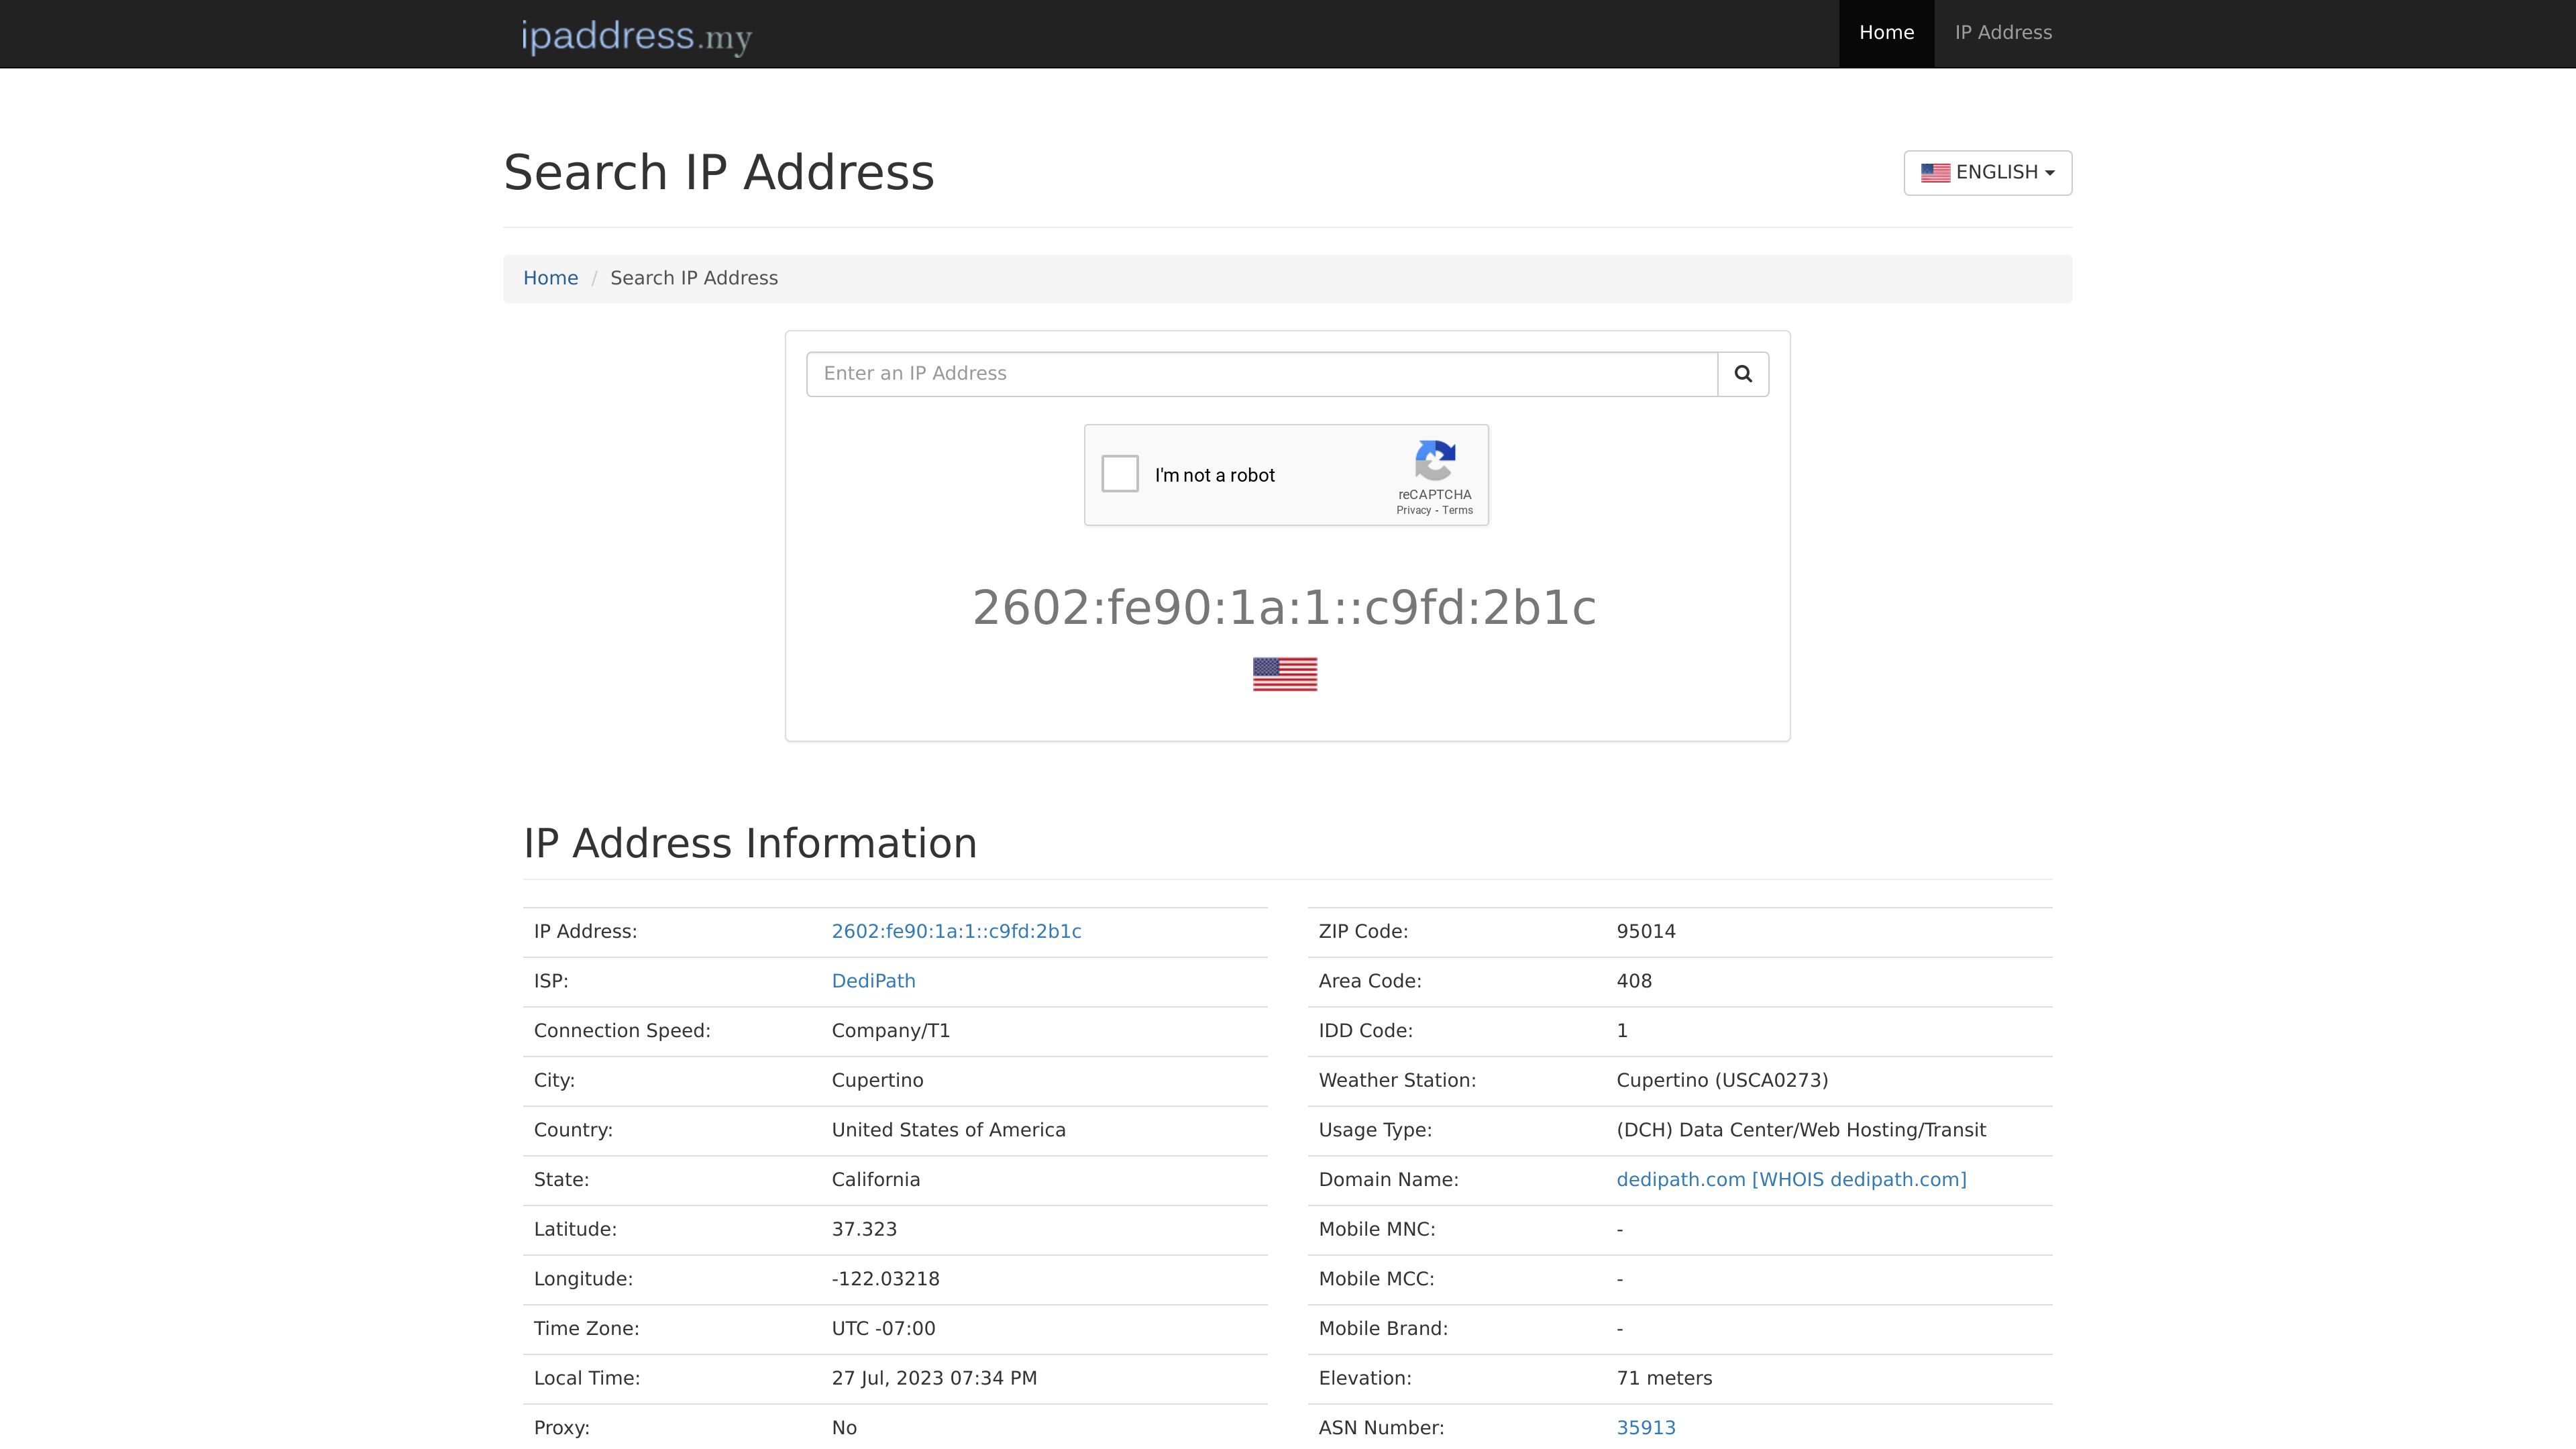 ipaddress.my
Home
IP Address
Search IP Address
ENGLISH
Home / Search IP Address
Enter an IP Address
I'm not a robot
reCAPTCHA
Privacy - Terms
2602:fe90:1a:1::c9fd:2b1c
IP Address Information
IP Address: 2602:fe90:1a:1::c9fd:2b1c
ISP: DediPath
Connection Speed: Company/T1
City: Cupertino
Country: United States of America
State: California
Latitude: 37.323
Longitude: -122.03218
Time Zone: UTC -07:00
Local Time: 27 Jul, 2023 07:34 PM
Proxy: No
ZIP Code: 95014
Area Code: 408
IDD Code: 1
Weather Station: Cupertino (USCA0273)
Usage Type: (DCH) Data Center/Web Hosting/Transit
Domain Name: dedipath.com [WHOIS dedipath.com]
Mobile MNC: -
Mobile MCC: -
Mobile Brand: -
Elevation: 71 meters
ASN Number: 35913